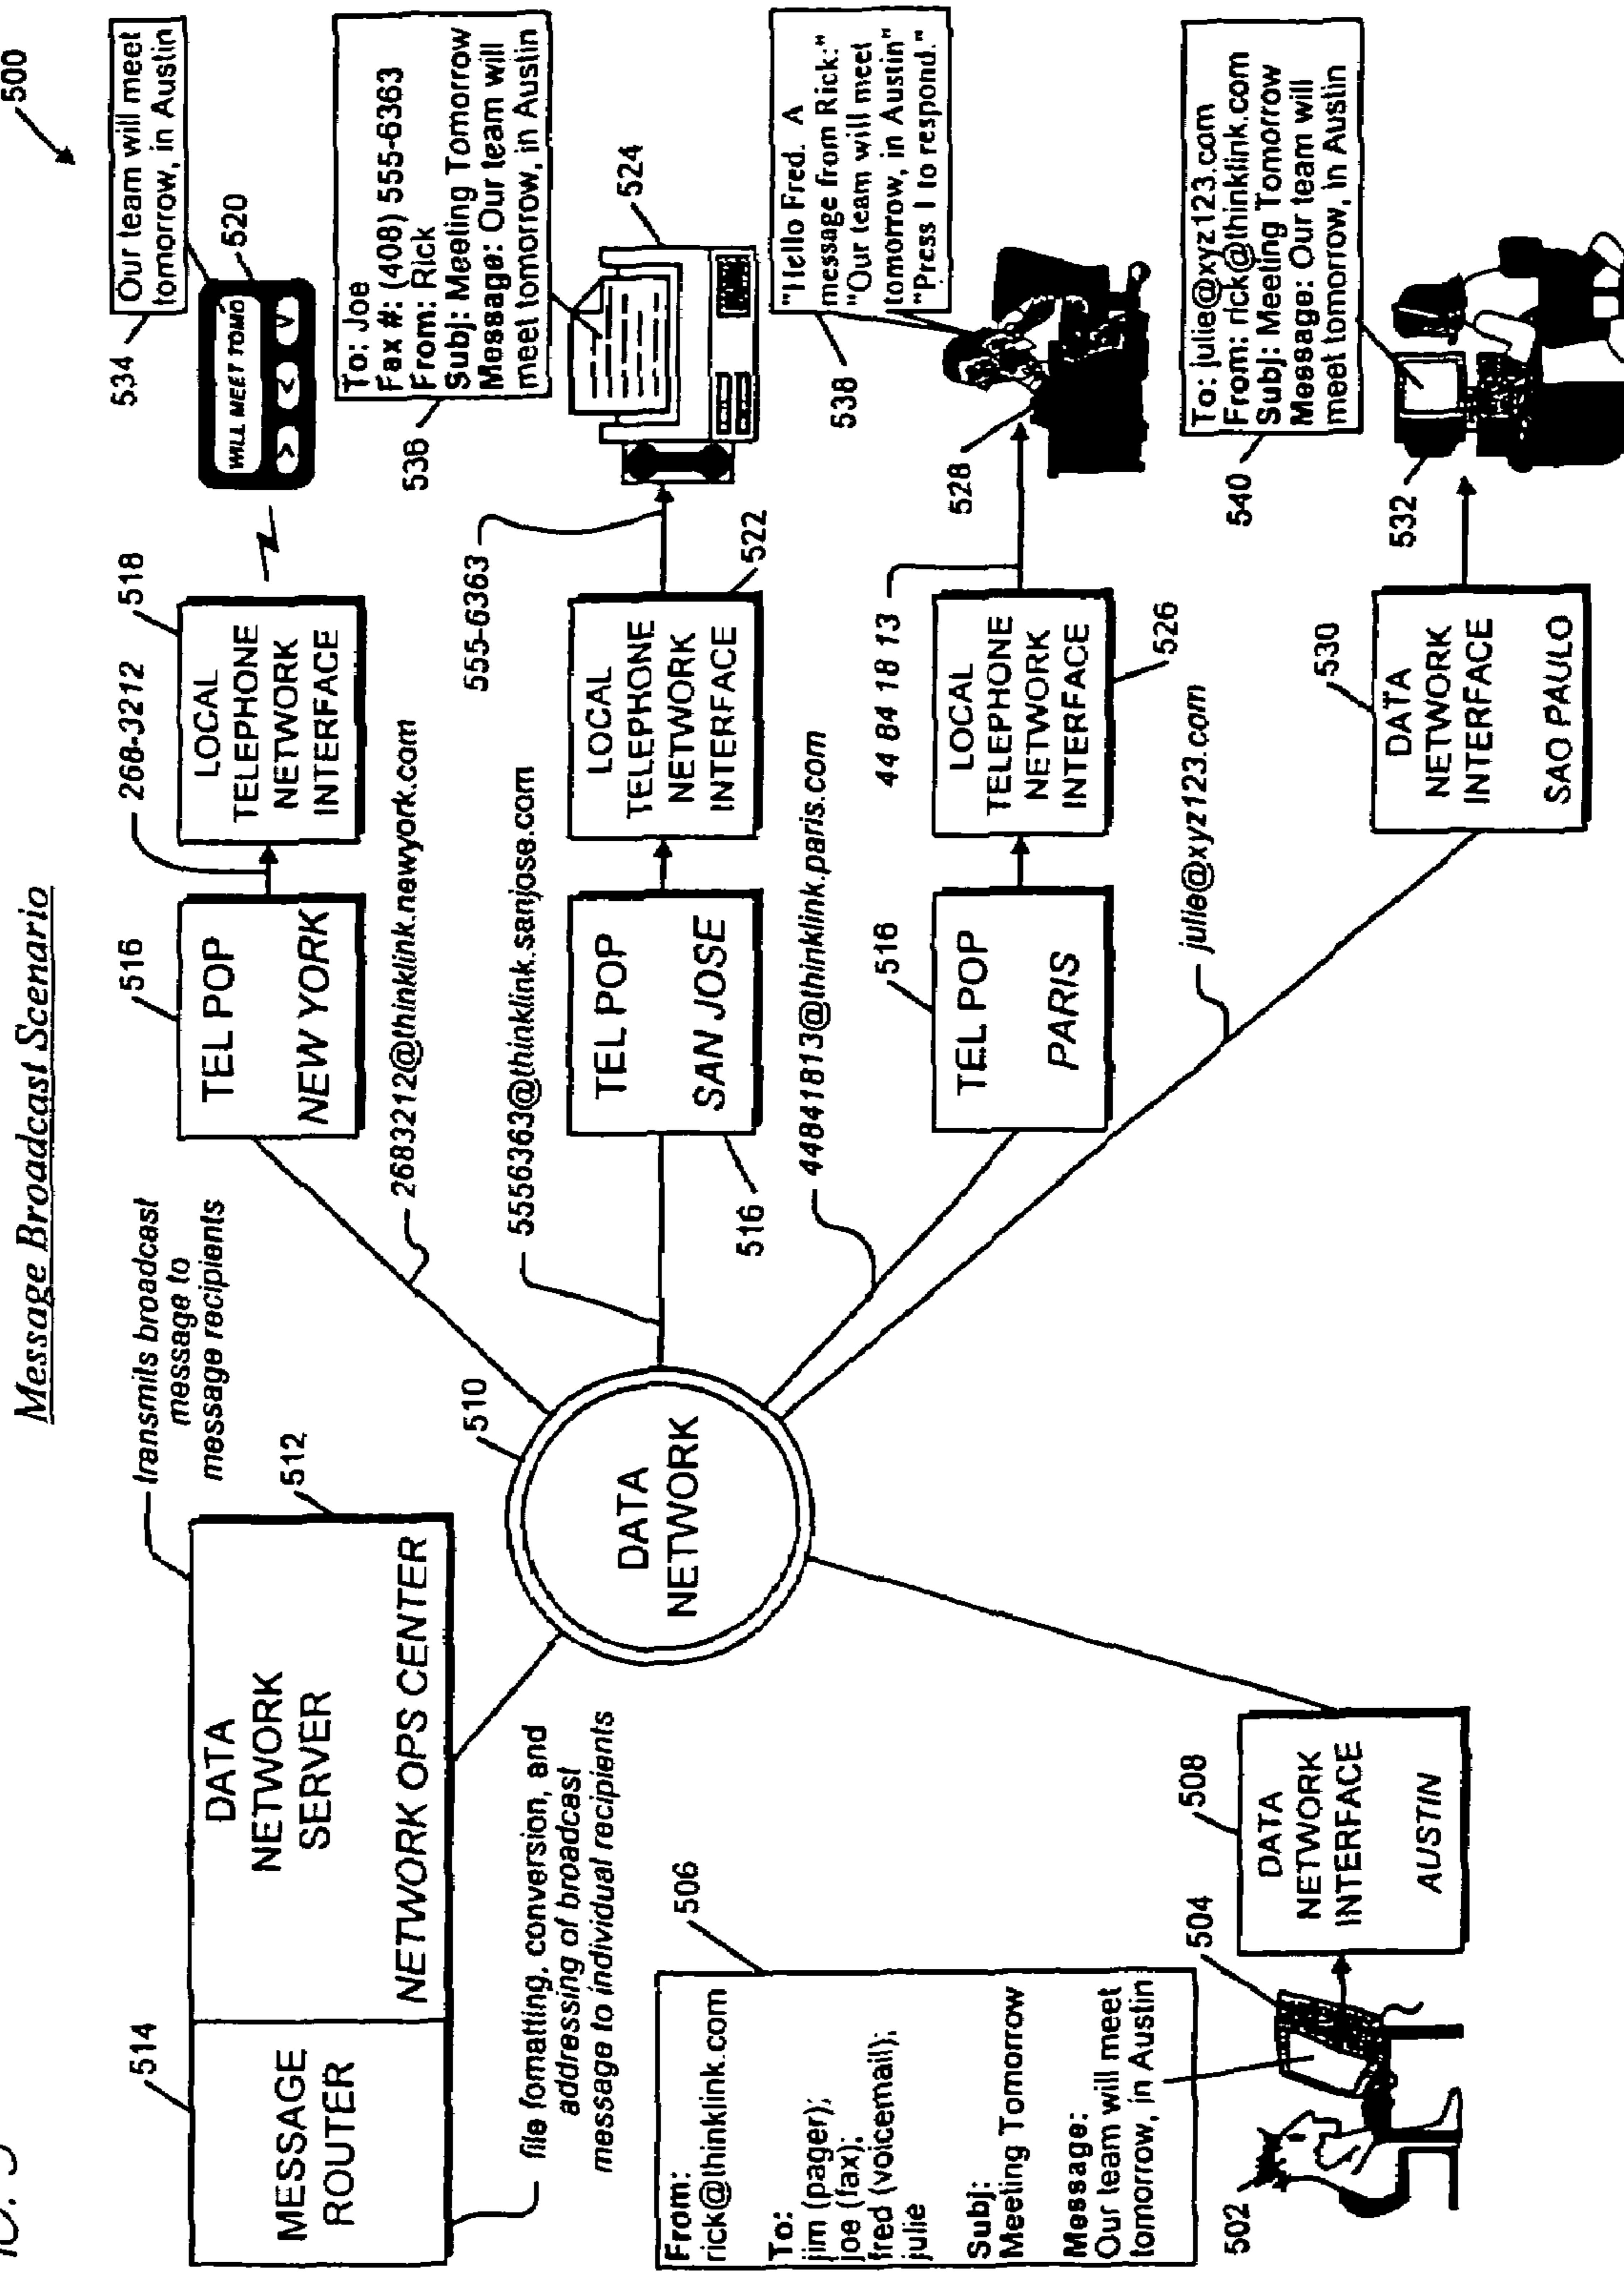 Message Broadcast Scenario
500
514
MESSAGE
ROUTER
DATA
NETWORK
SERVER
NETWORK OPS CENTER
512
transmits broadcast
message to
message recipients
file fomatting, conversion, and
addressing of broadcast
message to individual recipients
510
DATA
NETWORK
516
TEL POP
NEW YORK
268-3212
518
LOCAL
TELEPHONE
NETWORK
INTERFACE
2683212@thinklink.newyork.com
534
Our team will meet
tomorrow, in Austin
WILL MEET TOMO
> < V
520
5556363@thinklink.sanjose.com
TEL POP
SAN JOSE
516
LOCAL
TELEPHONE
NETWORK
INTERFACE
522
555-6363
536
To: Joe
Fax #: (408) 555-6363
From: Rick
Subj: Meeting Tomorrow
Message: Our team will
meet tomorrow, in Austin
524
44841813@thinklink.paris.com
516
TEL POP
PARIS
44 84 18 13
LOCAL
TELEPHONE
NETWORK
INTERFACE
526
528
538
"Hello Fred. A
message from Rick:"
"Our team will meet
tomorrow, in Austin"
"Press 1 to respond."
julie@xyz123.com
530
DATA
NETWORK
INTERFACE
SAO PAULO
532
540
To: julie@xyz123.com
From: rick@thinklink.com
Subj: Meeting Tomorrow
Message: Our team will
meet tomorrow, in Austin
506
From:
rick@thinklink.com
To:
jim (pager);
joe (fax);
fred (voicemail);
julie
Subj:
Meeting Tomorrow
Message:
Our team will meet
tomorrow, in Austin
502
504
508
DATA
NETWORK
INTERFACE
AUSTIN